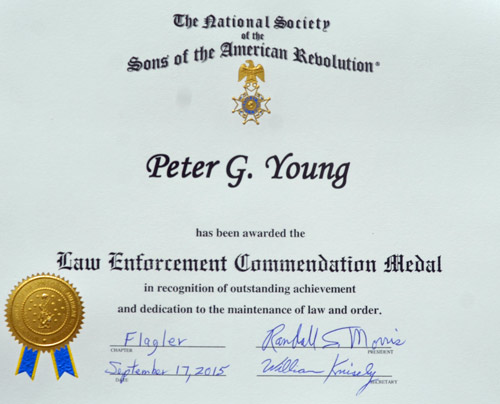 The National Society
of the
Sons of the American Revolution®
Peter G. Young
has been awarded the
Law Enforcement Commendation Medal
in recognition of outstanding achievement
and dedication to the maintenance of law and order.
Flagler Randall S Morris
CHAPTER PRESIDENT
September 17, 2015 William Knisely
DATE SECRETARY